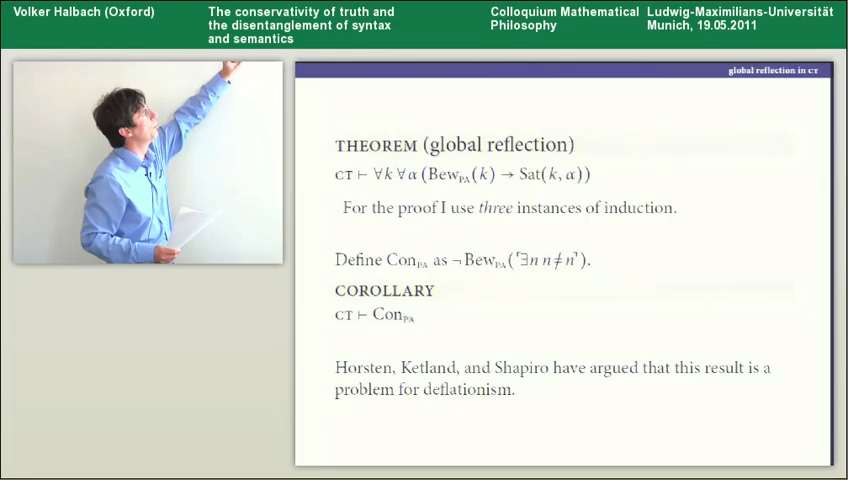 Volker Halbach (Oxford)
The conservativity of truth and
the disentanglement of syntax
and semantics
Colloquium Mathematical
Philosophy
Ludwig-Maximilians-Universität
Munich, 19.05.2011
global reflection in CT
THEOREM (global reflection)
CT ⊢ ∀k ∀α (Bew_PA(k) → Sat(k, α))
For the proof I use three instances of induction.
Define Con_PA as ¬ Bew_PA(⌜∃n n ≠ n⌝).
COROLLARY
CT ⊢ Con_PA
Horsten, Ketland, and Shapiro have argued that this result is a
problem for deflationism.